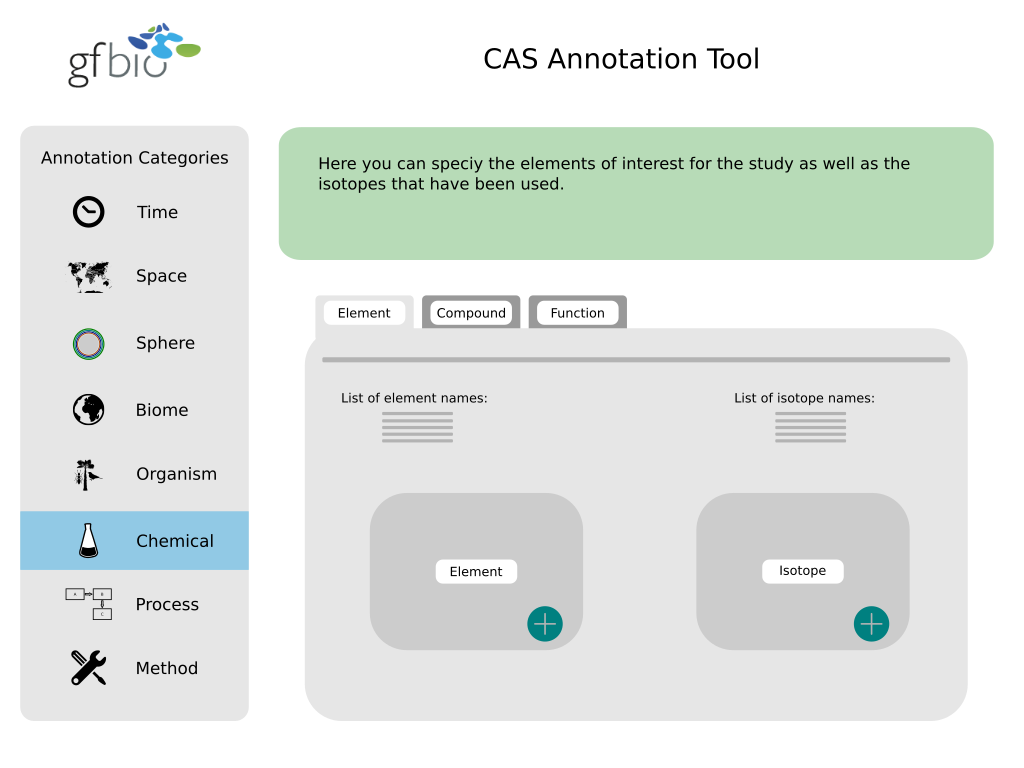 gfbio
CAS Annotation Tool
Annotation Categories
Time
Space
Sphere
Biome
Organism
Chemical
A
B
C
Process
Method
Here you can speciy the elements of interest for the study as well as the
isotopes that have been used.
Element
Compound
Function
List of element names:
List of isotope names:
Element
Isotope